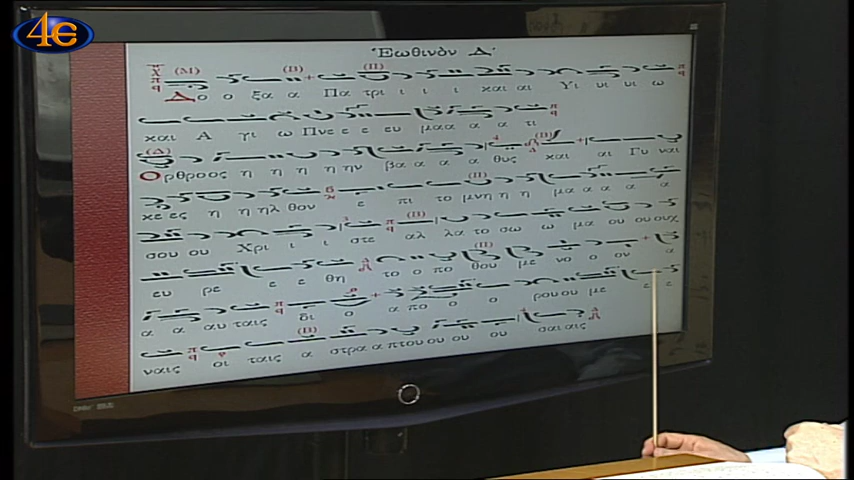 4E
Ἑωθινὸν Δ΄
Δο ο ξα α Πα τρι ι ι ι και αι Υι υι υι ω
και Α γι ω Πνε ε ε ευ μα α α α α τι
Ορθροος η η η η ην βα α α α θυς και αι Γυ ναι
κε ες η η ηλ θον ε πι το μνη η η μα α α α α
σου ου Χρι ι ι στε αλ λα το σω ω μα ου ου ουχ
ευ ρε ε ε θη το ο πο θου με νο ο ον α
α α αυ ταις δι ο α πο ο ο ρου ου με ε ε
ναις οι ταις α στρα α πτου ου ου ου ου σαι αις